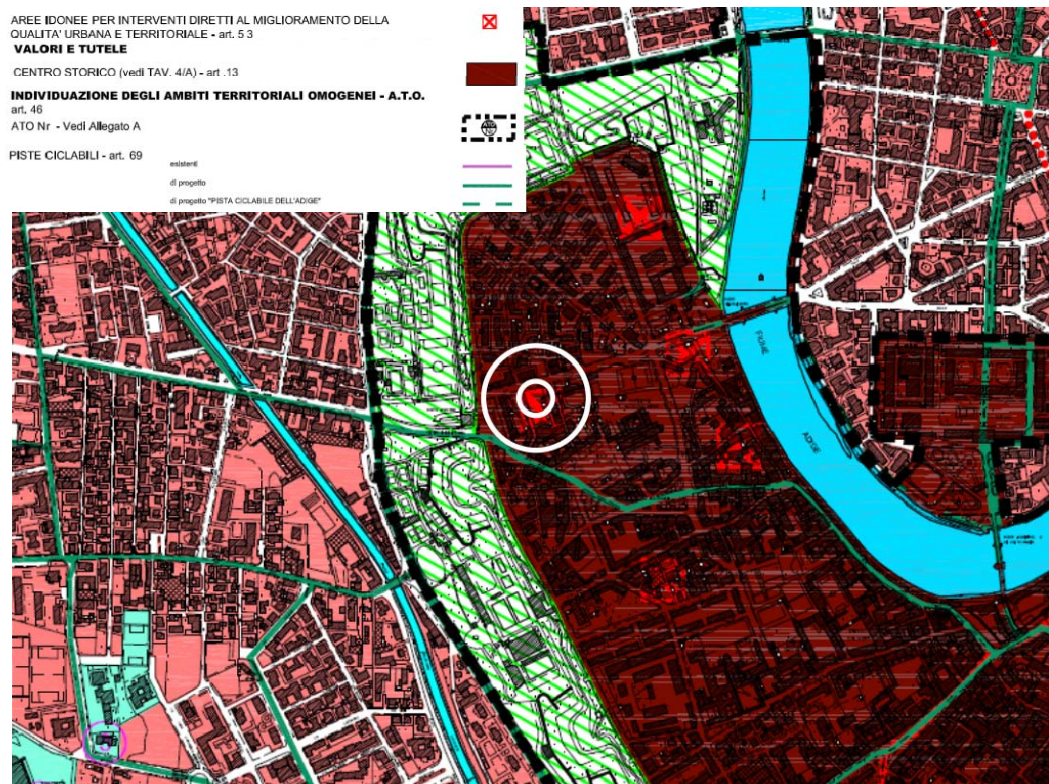 AREE IDONEE PER INTERVENTI DIRETTI AL MIGLIORAMENTO DELLA
QUALITA' URBANA E TERRITORIALE - art. 53
VALORI E TUTELE
CENTRO STORICO (vedi TAV. 4/A) - art .13
INDIVIDUAZIONE DEGLI AMBITI TERRITORIALI OMOGENEI - A.T.O.
art. 46
ATO Nr - Vedi Allegato A
PISTE CICLABILI - art. 69
esistenti
di progetto
di progetto "PISTA CICLABILE DELL'ADIGE"
FIUME
ADIGE